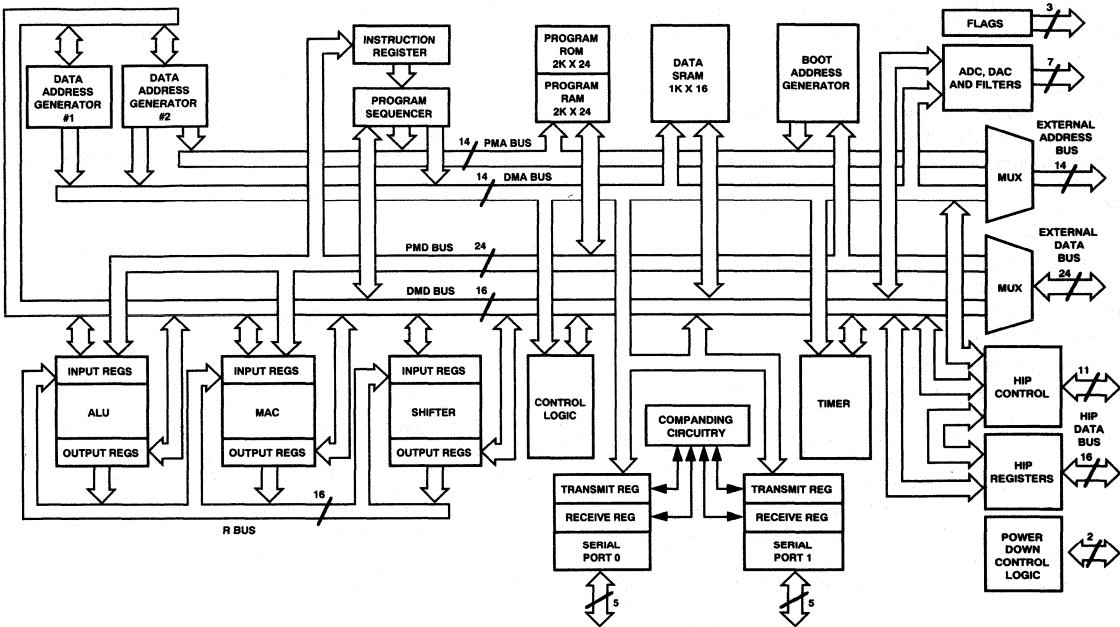 FLAGS
3
INSTRUCTION
REGISTER
PROGRAM
ROM
2K X 24
PROGRAM
RAM
2K X 24
DATA
SRAM
1K X 16
BOOT
ADDRESS
GENERATOR
ADC, DAC
AND FILTERS
7
DATA
ADDRESS
GENERATOR
#1
DATA
ADDRESS
GENERATOR
#2
PROGRAM
SEQUENCER
EXTERNAL
ADDRESS
BUS
14
MUX
14
PMA BUS
14
DMA BUS
EXTERNAL
DATA
BUS
24
MUX
PMD BUS
24
DMD BUS
16
INPUT REGS
ALU
OUTPUT REGS
INPUT REGS
MAC
OUTPUT REGS
INPUT REGS
SHIFTER
OUTPUT REGS
CONTROL
LOGIC
COMPANDING
CIRCUITRY
TIMER
HIP
CONTROL
11
HIP
DATA
BUS
16
HIP
REGISTERS
16
R BUS
TRANSMIT REG
RECEIVE REG
SERIAL
PORT 0
5
TRANSMIT REG
RECEIVE REG
SERIAL
PORT 1
5
POWER
DOWN
CONTROL
LOGIC
2